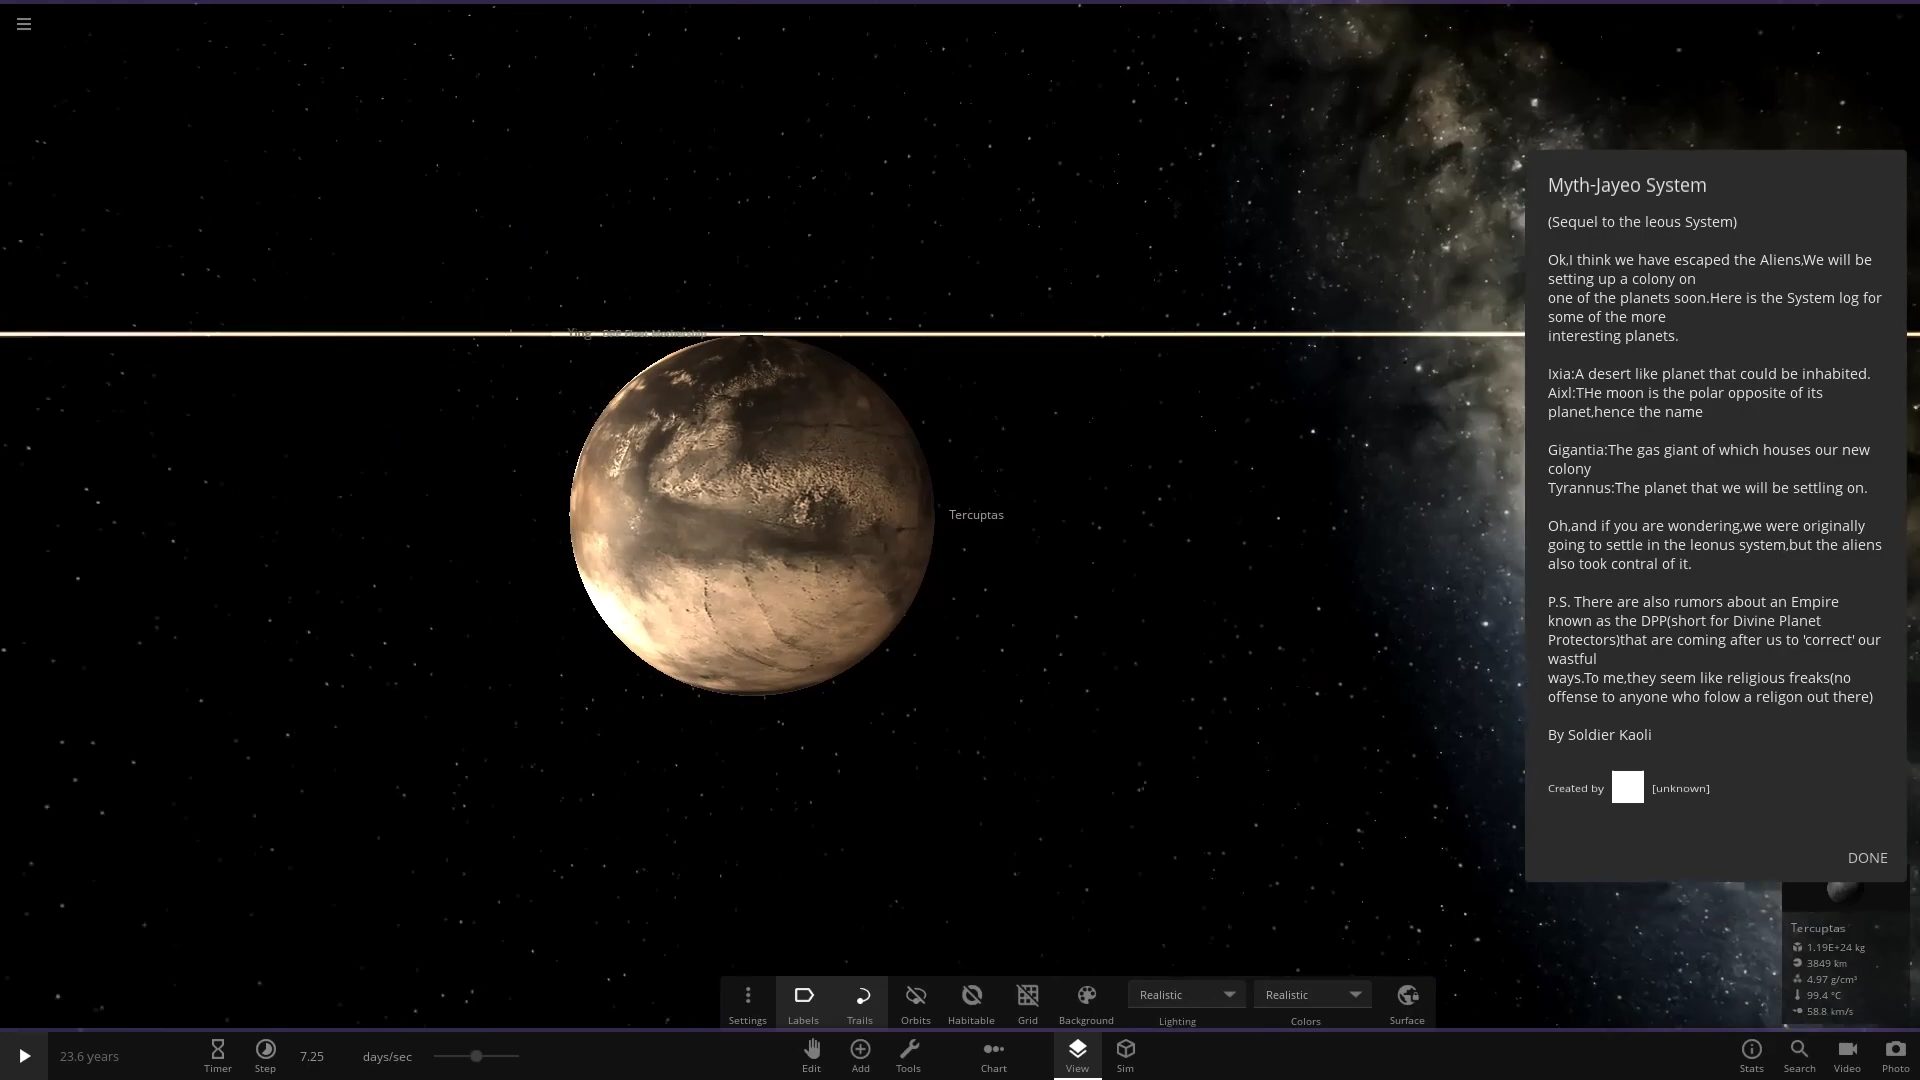 Myth-Jayeo System
(Sequel to the leous System)
Ok,I think we have escaped the Aliens,We will be
setting up a colony on
one of the planets soon.Here is the System log for
some of the more
interesting planets.
Ixia:A desert like planet that could be inhabited.
Aixl:THe moon is the polar opposite of its
planet,hence the name
Gigantia:The gas giant of which houses our new
colony
Tyrannus:The planet that we will be settling on.
Oh,and if you are wondering,we were originally
going to settle in the leonus system,but the aliens
also took contral of it.
P.S. There are also rumors about an Empire
known as the DPP(short for Divine Planet
Protectors)that are coming after us to 'correct' our
wastful
ways.To me,they seem like religious freaks(no
offense to anyone who folow a religon out there)
By Soldier Kaoli
Created by [unknown]
DONE
Ying DPP Fleet Mothership
Tercuptas
Tercuptas
1.19E+24 kg
3849 km
4.97 g/cm³
99.4 °C
58.8 km/s
Realistic Realistic
Settings Labels Trails Orbits Habitable Grid Background Lighting Colors Surface
23.6 years 7.25 days/sec
Timer Step Edit Add Tools Chart View Sim Stats Search Video Photo